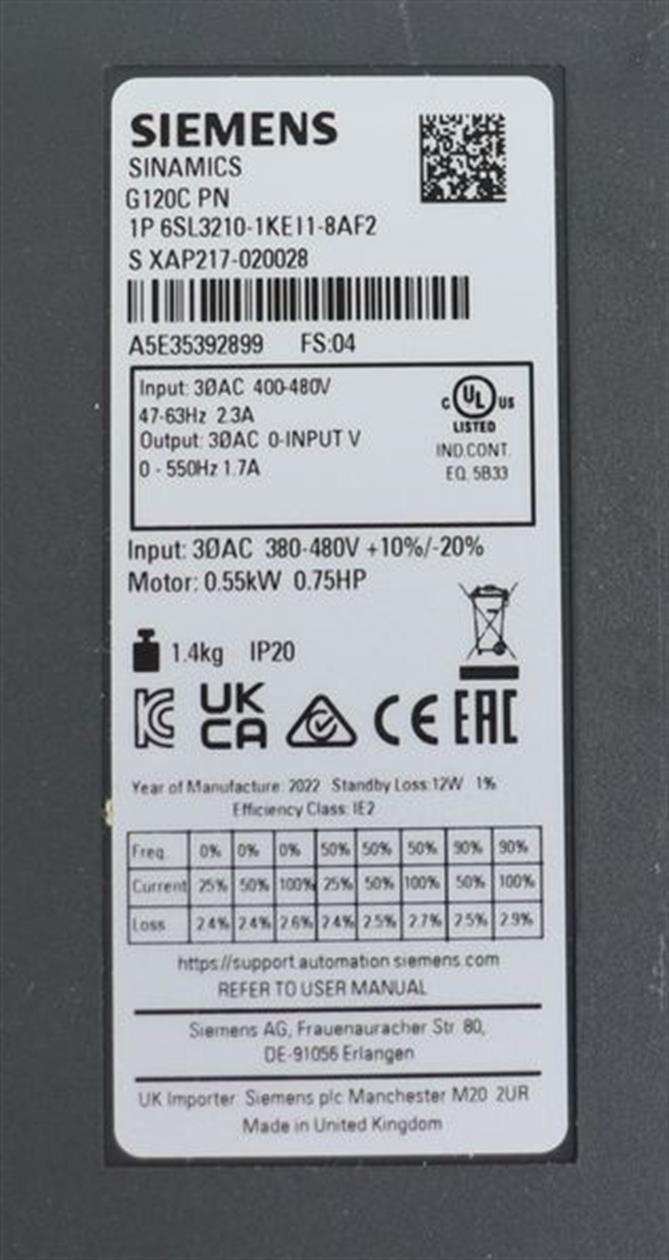 SIEMENS
SINAMICS
G120C PN
1P 6SL3210-1KE11-8AF2
S XAP217-020028
A5E35392899 FS:04
Input: 3ØAC 400-480V
47-63Hz 2.3A
Output: 3ØAC 0-INPUT V
0 - 550Hz 1.7A
C UL US
LISTED
IND.CONT.
EQ. 5B33
Input: 3ØAC 380-480V +10%/-20%
Motor: 0.55kW 0.75HP
1.4kg IP20
UK
CA CE EAC
Year of Manufacture: 2022 Standby Loss:12W 1%
Efficiency Class: IE2
Freq. 0% 0% 0% 50% 50% 50% 90% 90%
Current 25% 50% 100% 25% 50% 100% 50% 100%
Loss 2.4% 2.4% 2.6% 2.4% 2.5% 2.7% 2.5% 2.9%
https://support.automation.siemens.com
REFER TO USER MANUAL
Siemens AG, Frauenauracher Str. 80,
DE-91056 Erlangen
UK Importer: Siemens plc Manchester M20 2UR
Made in United Kingdom